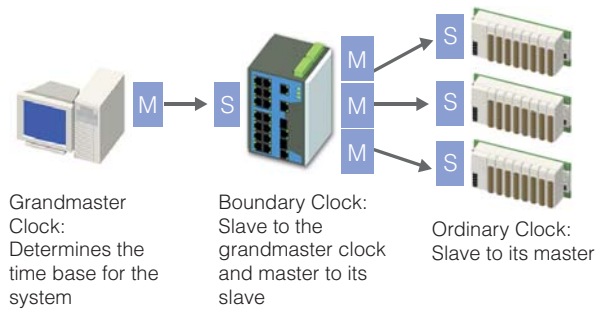 M
S
M
M
M
S
S
S
Grandmaster
Clock:
Determines the
time base for the
system
Boundary Clock:
Slave to the
grandmaster clock
and master to its
slave
Ordinary Clock:
Slave to its master